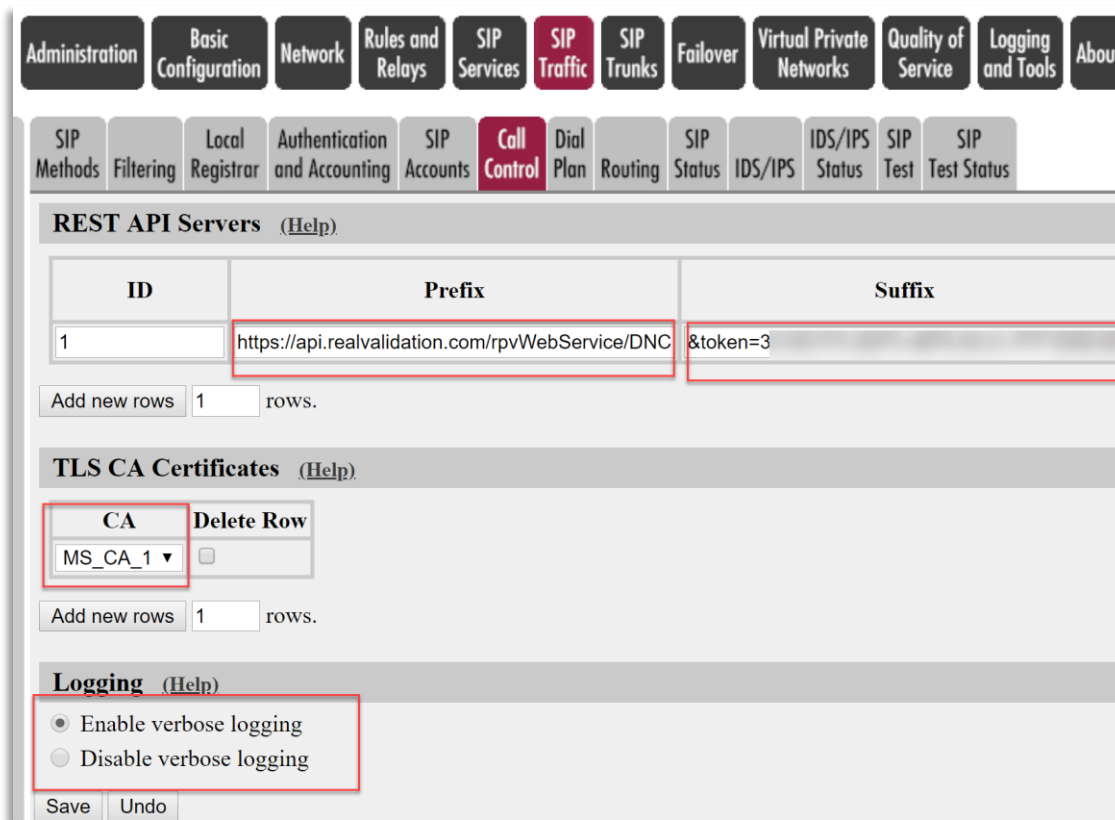 Administration
Basic
Configuration
Network
Rules and
Relays
SIP
Services
SIP
Traffic
SIP
Trunks
Failover
Virtual Private
Networks
Quality of
Service
Logging
and Tools
Abou
SIP
Methods
Filtering
Local
Registrar
Authentication
and Accounting
SIP
Accounts
Call
Control
Dial
Plan
Routing
SIP
Status
IDS/IPS
IDS/IPS
Status
SIP
Test
SIP
Test Status
REST API Servers (Help)
ID Prefix Suffix
1 https://api.realvalidation.com/rpvWebService/DNC &token=3
Add new rows 1 rows.
TLS CA Certificates (Help)
CA Delete Row
MS_CA_1
Add new rows 1 rows.
Logging (Help)
Enable verbose logging
Disable verbose logging
Save Undo